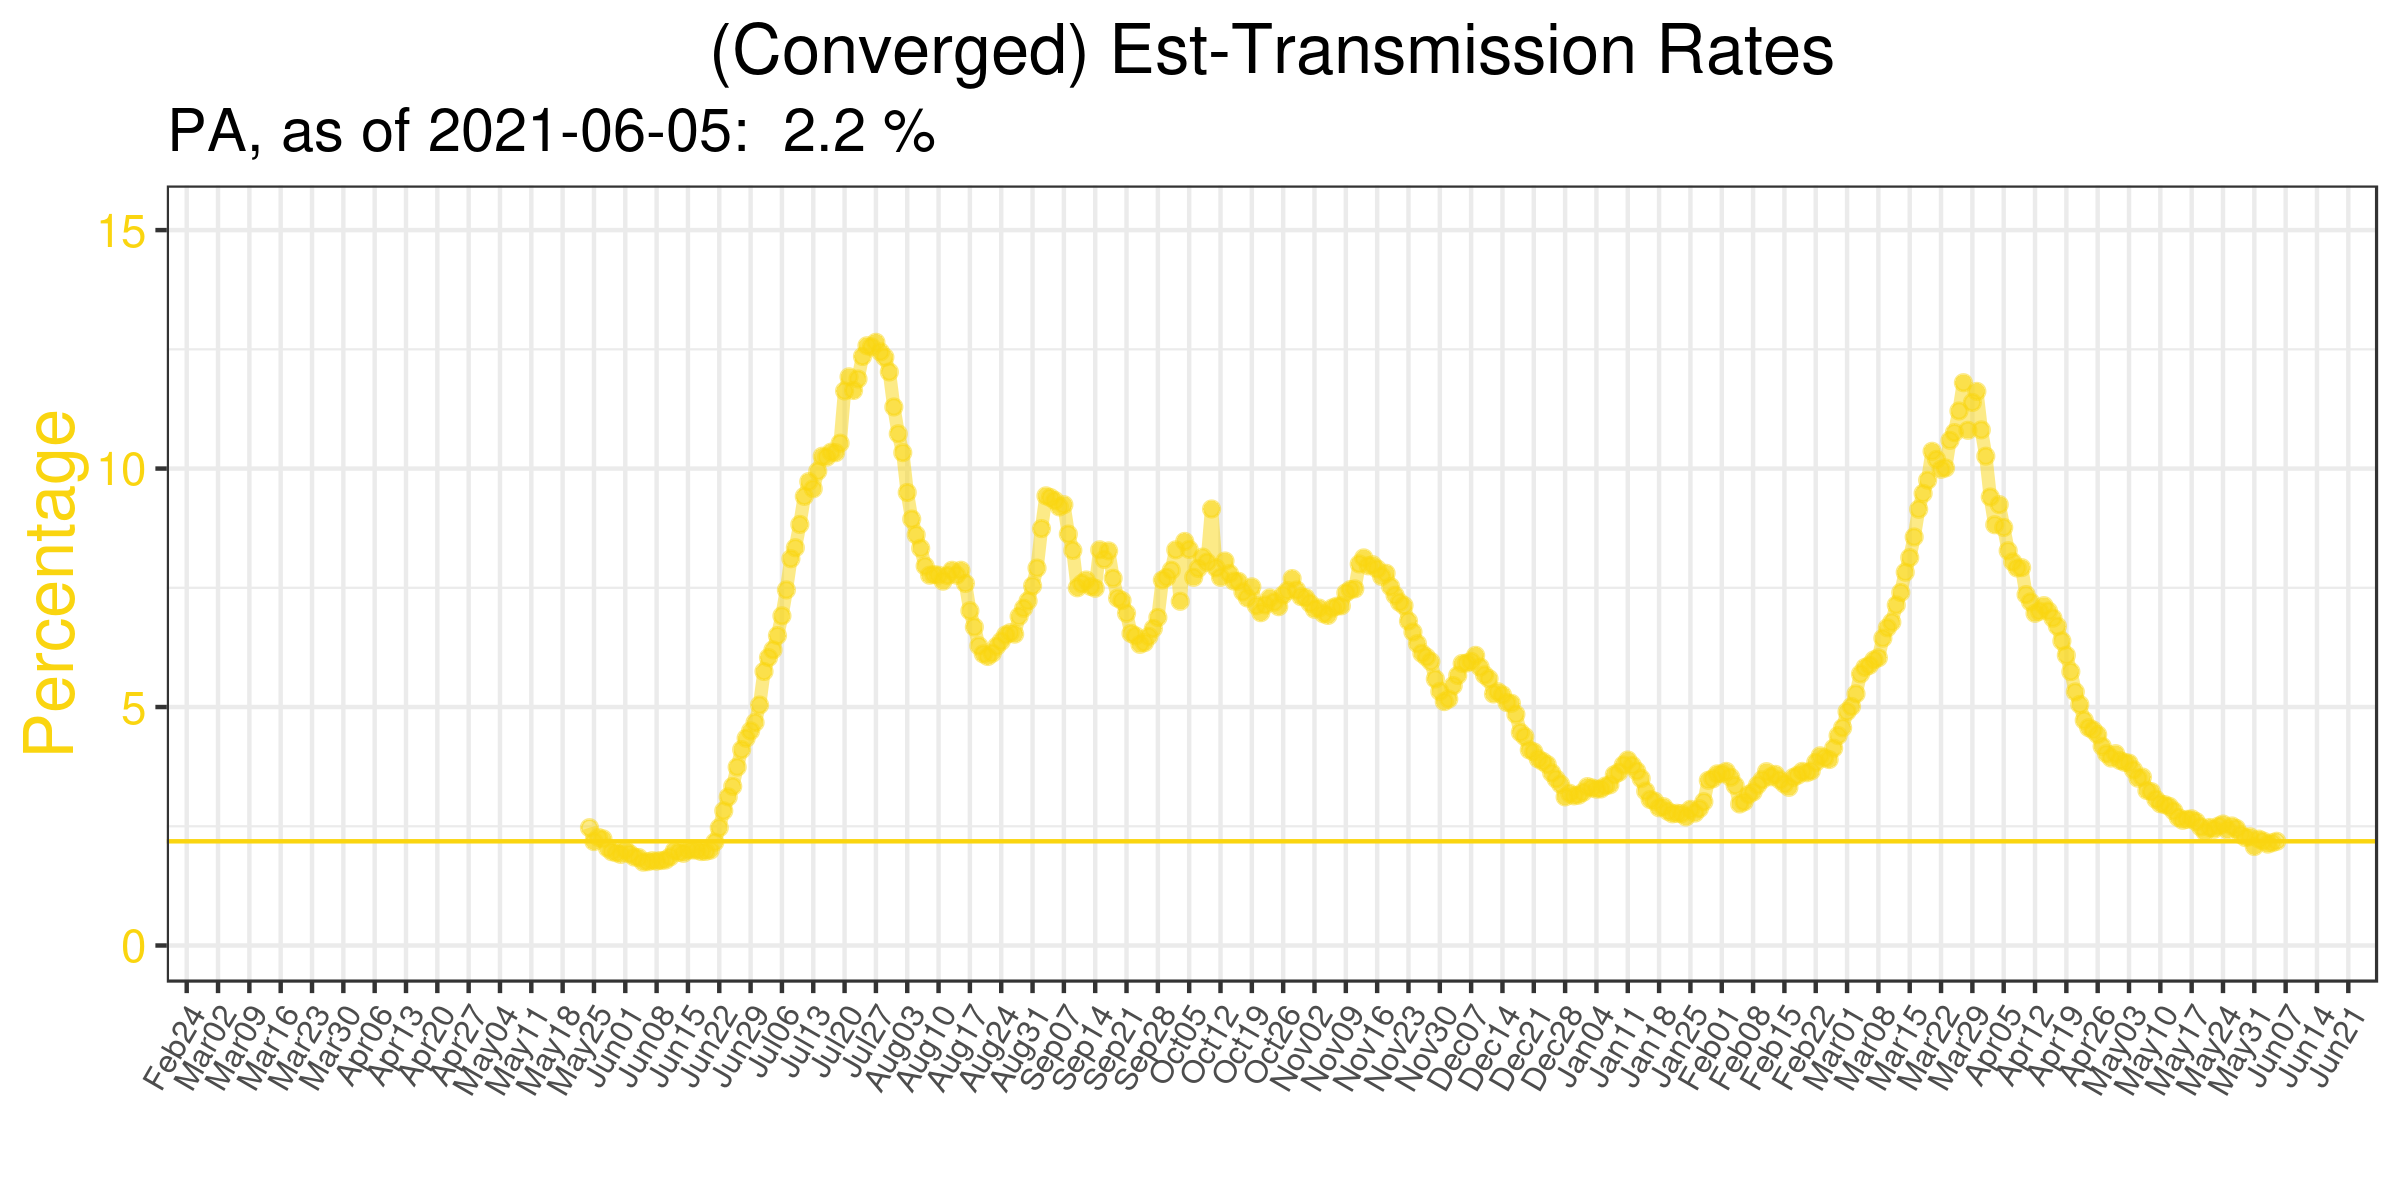 (Converged) Est-Transmission Rates
PA, as of 2021-06-05:  2.2 %
Percentage
15
10
5
0
Feb24
Mar02
Mar09
Mar16
Mar23
Mar30
Apr06
Apr13
Apr20
Apr27
May04
May11
May18
May25
Jun01
Jun08
Jun15
Jun22
Jun29
Jul06
Jul13
Jul20
Jul27
Aug03
Aug10
Aug17
Aug24
Aug31
Sep07
Sep14
Sep21
Sep28
Oct05
Oct12
Oct19
Oct26
Nov02
Nov09
Nov16
Nov23
Nov30
Dec07
Dec14
Dec21
Dec28
Jan04
Jan11
Jan18
Jan25
Feb01
Feb08
Feb15
Feb22
Mar01
Mar08
Mar15
Mar22
Mar29
Apr05
Apr12
Apr19
Apr26
May03
May10
May17
May24
May31
Jun07
Jun14
Jun21